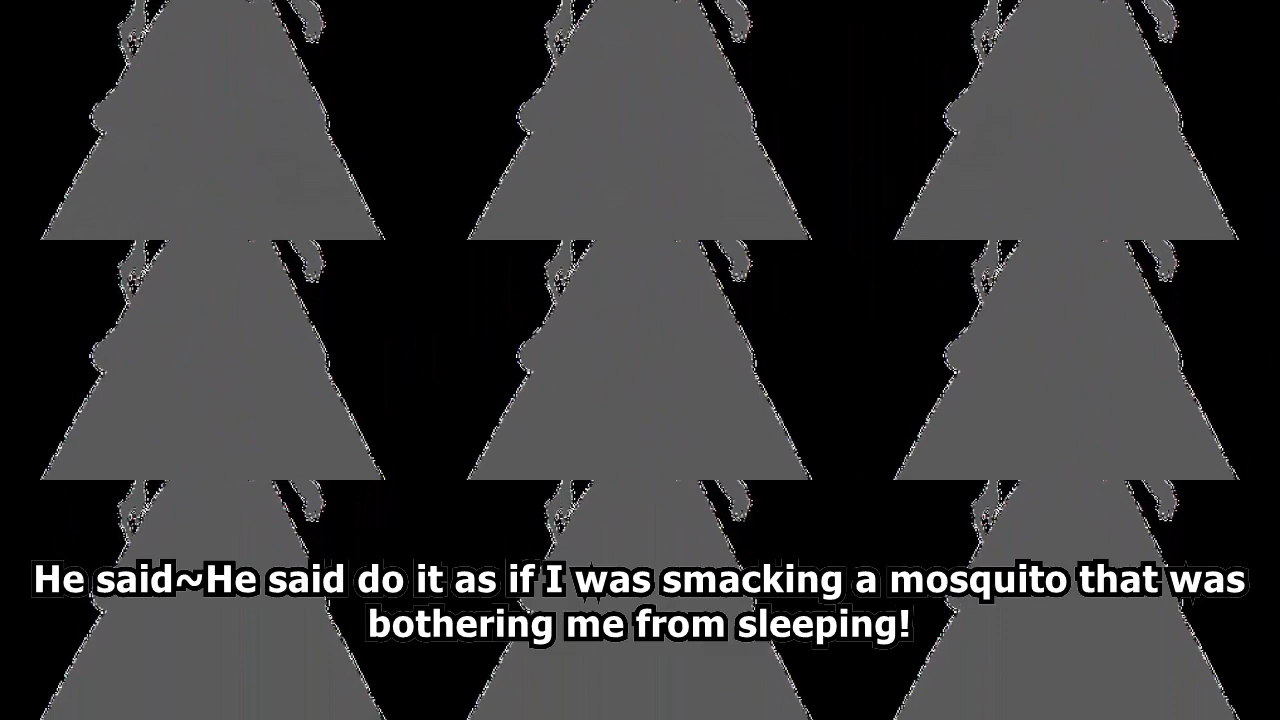 He said~He said do it as if I was smacking a mosquito that was
bothering me from sleeping!